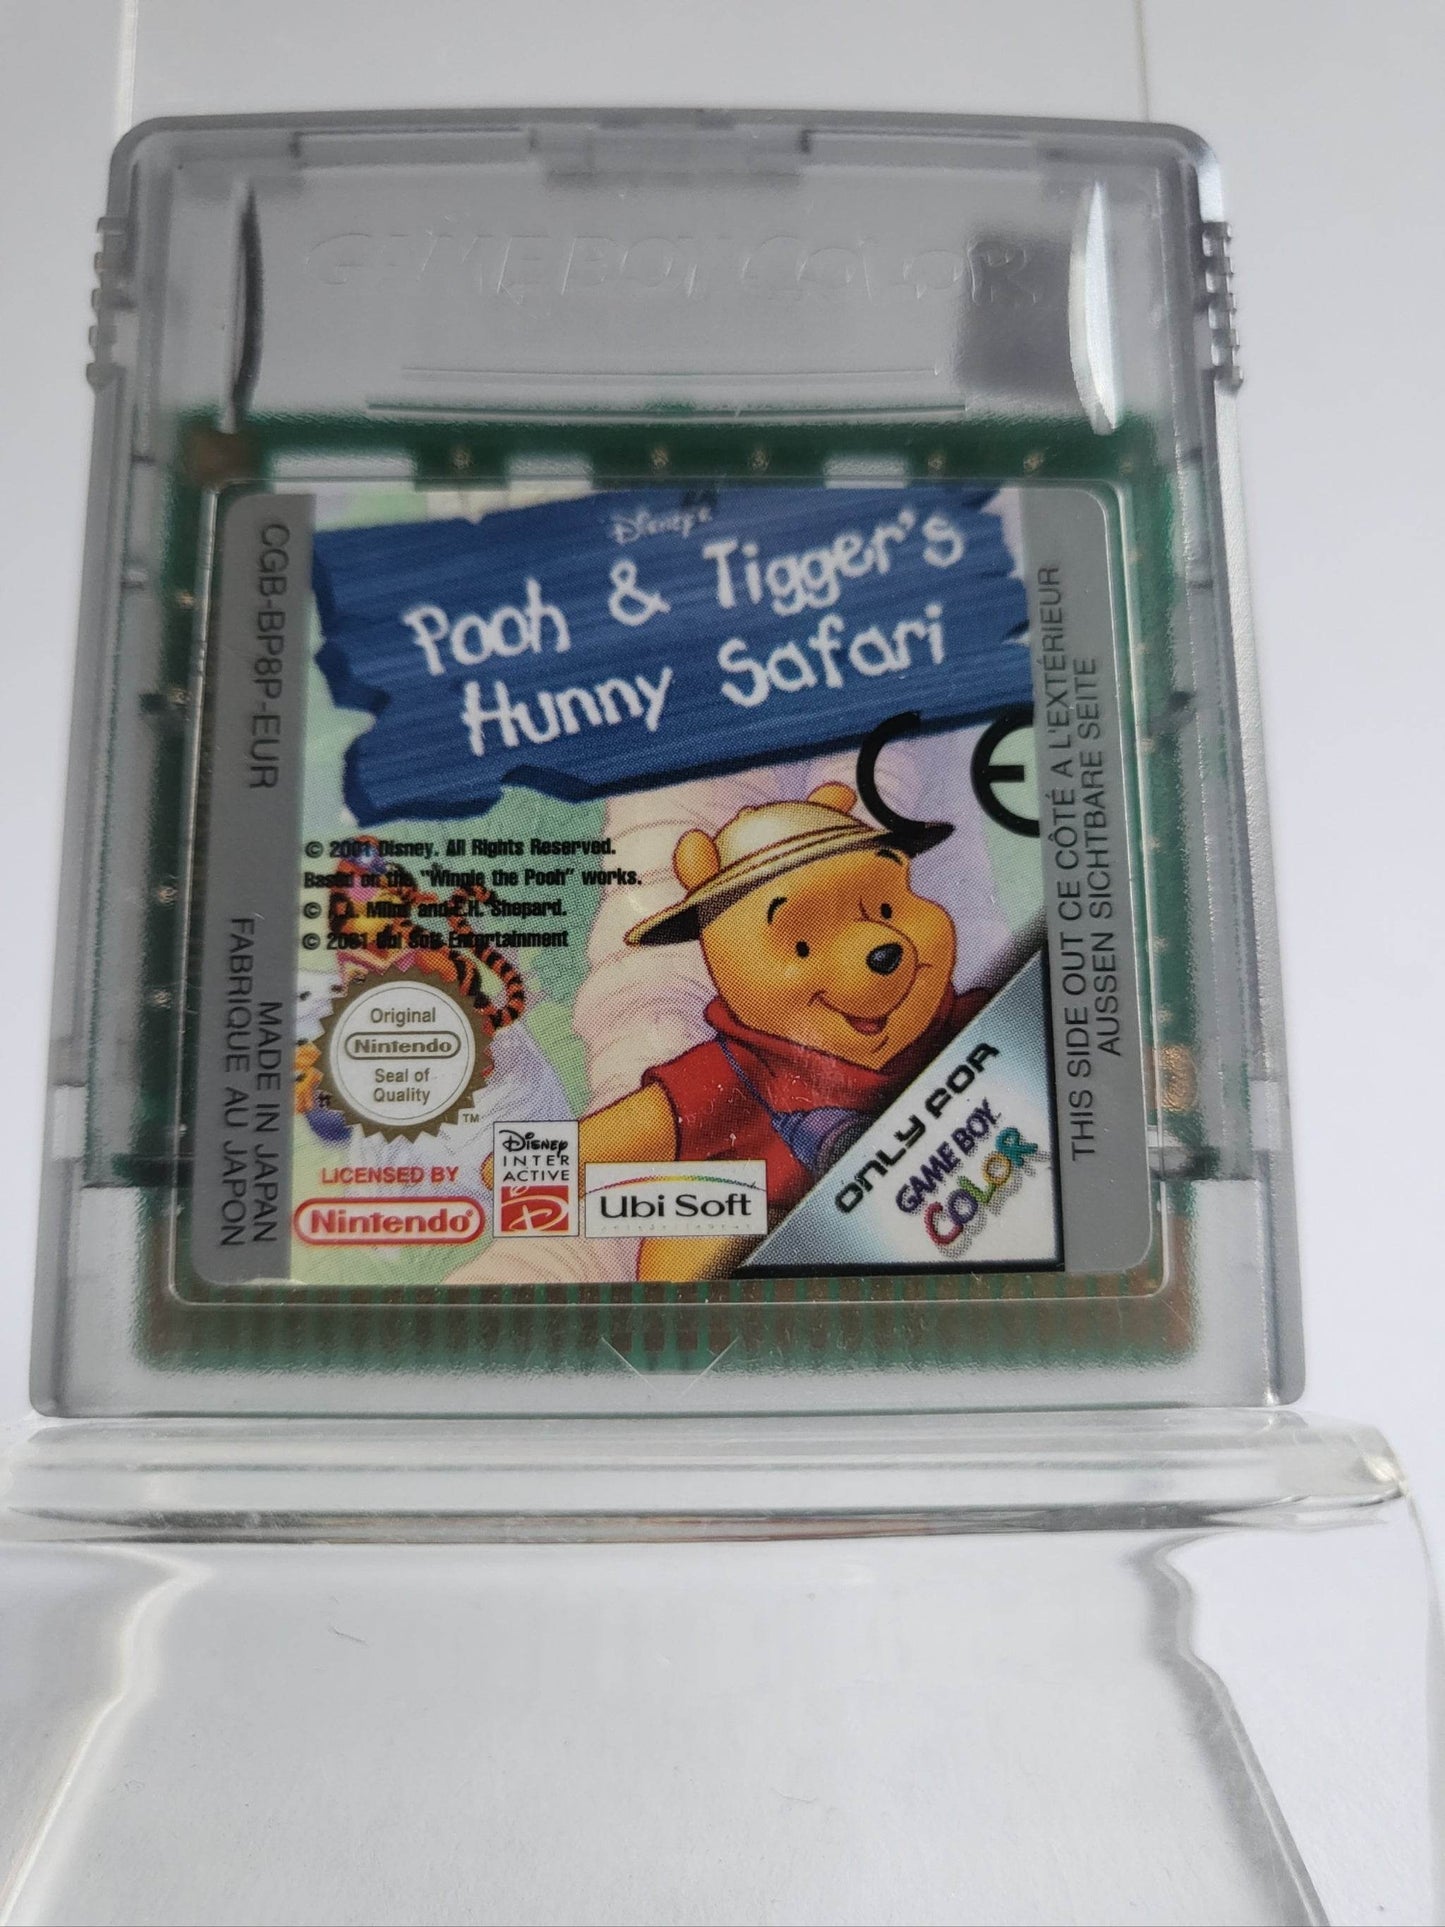 GAME BOY COLOR
Disney's
Pooh & Tigger's
Hunny Safari
CE
CGB-BP8P-EUR
MADE IN JAPAN
FABRIQUE AU JAPON
© 2001 Disney. All Rights Reserved.
Based on the "Winnie the Pooh" works.
© A.A. Milne and E.H. Shepard.
© 2001 Ubi Soft Entertainment
Original
Nintendo
Seal of
Quality
TM
LICENSED BY
Nintendo®
Disney
INTER
ACTIVE
Ubi Soft
ONLY FOR
GAME BOY
COLOR
THIS SIDE OUT CE CÔTÉ A L'EXTÉRIEUR
AUSSEN SICHTBARE SEITE